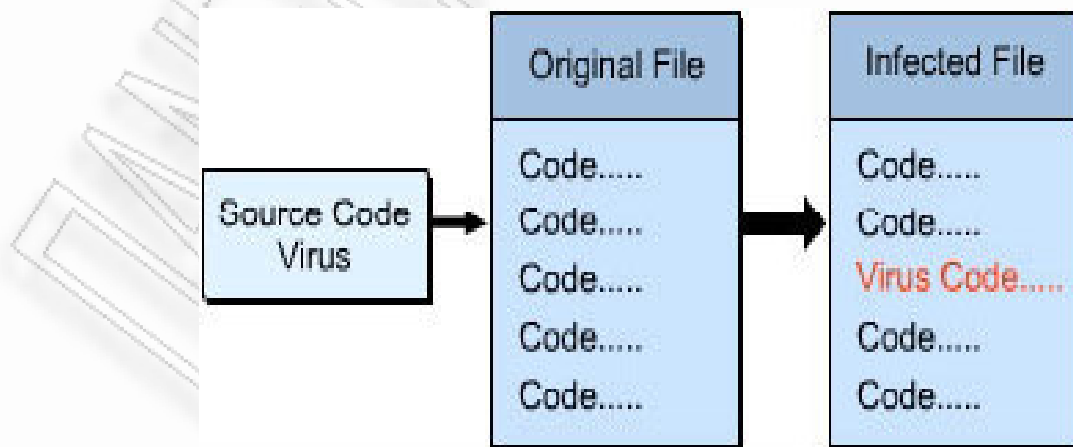 Source Code
Virus
Original File
Code.....
Code.....
Code.....
Code.....
Code.....
Infected File
Code.....
Code.....
Virus Code.....
Code.....
Code.....